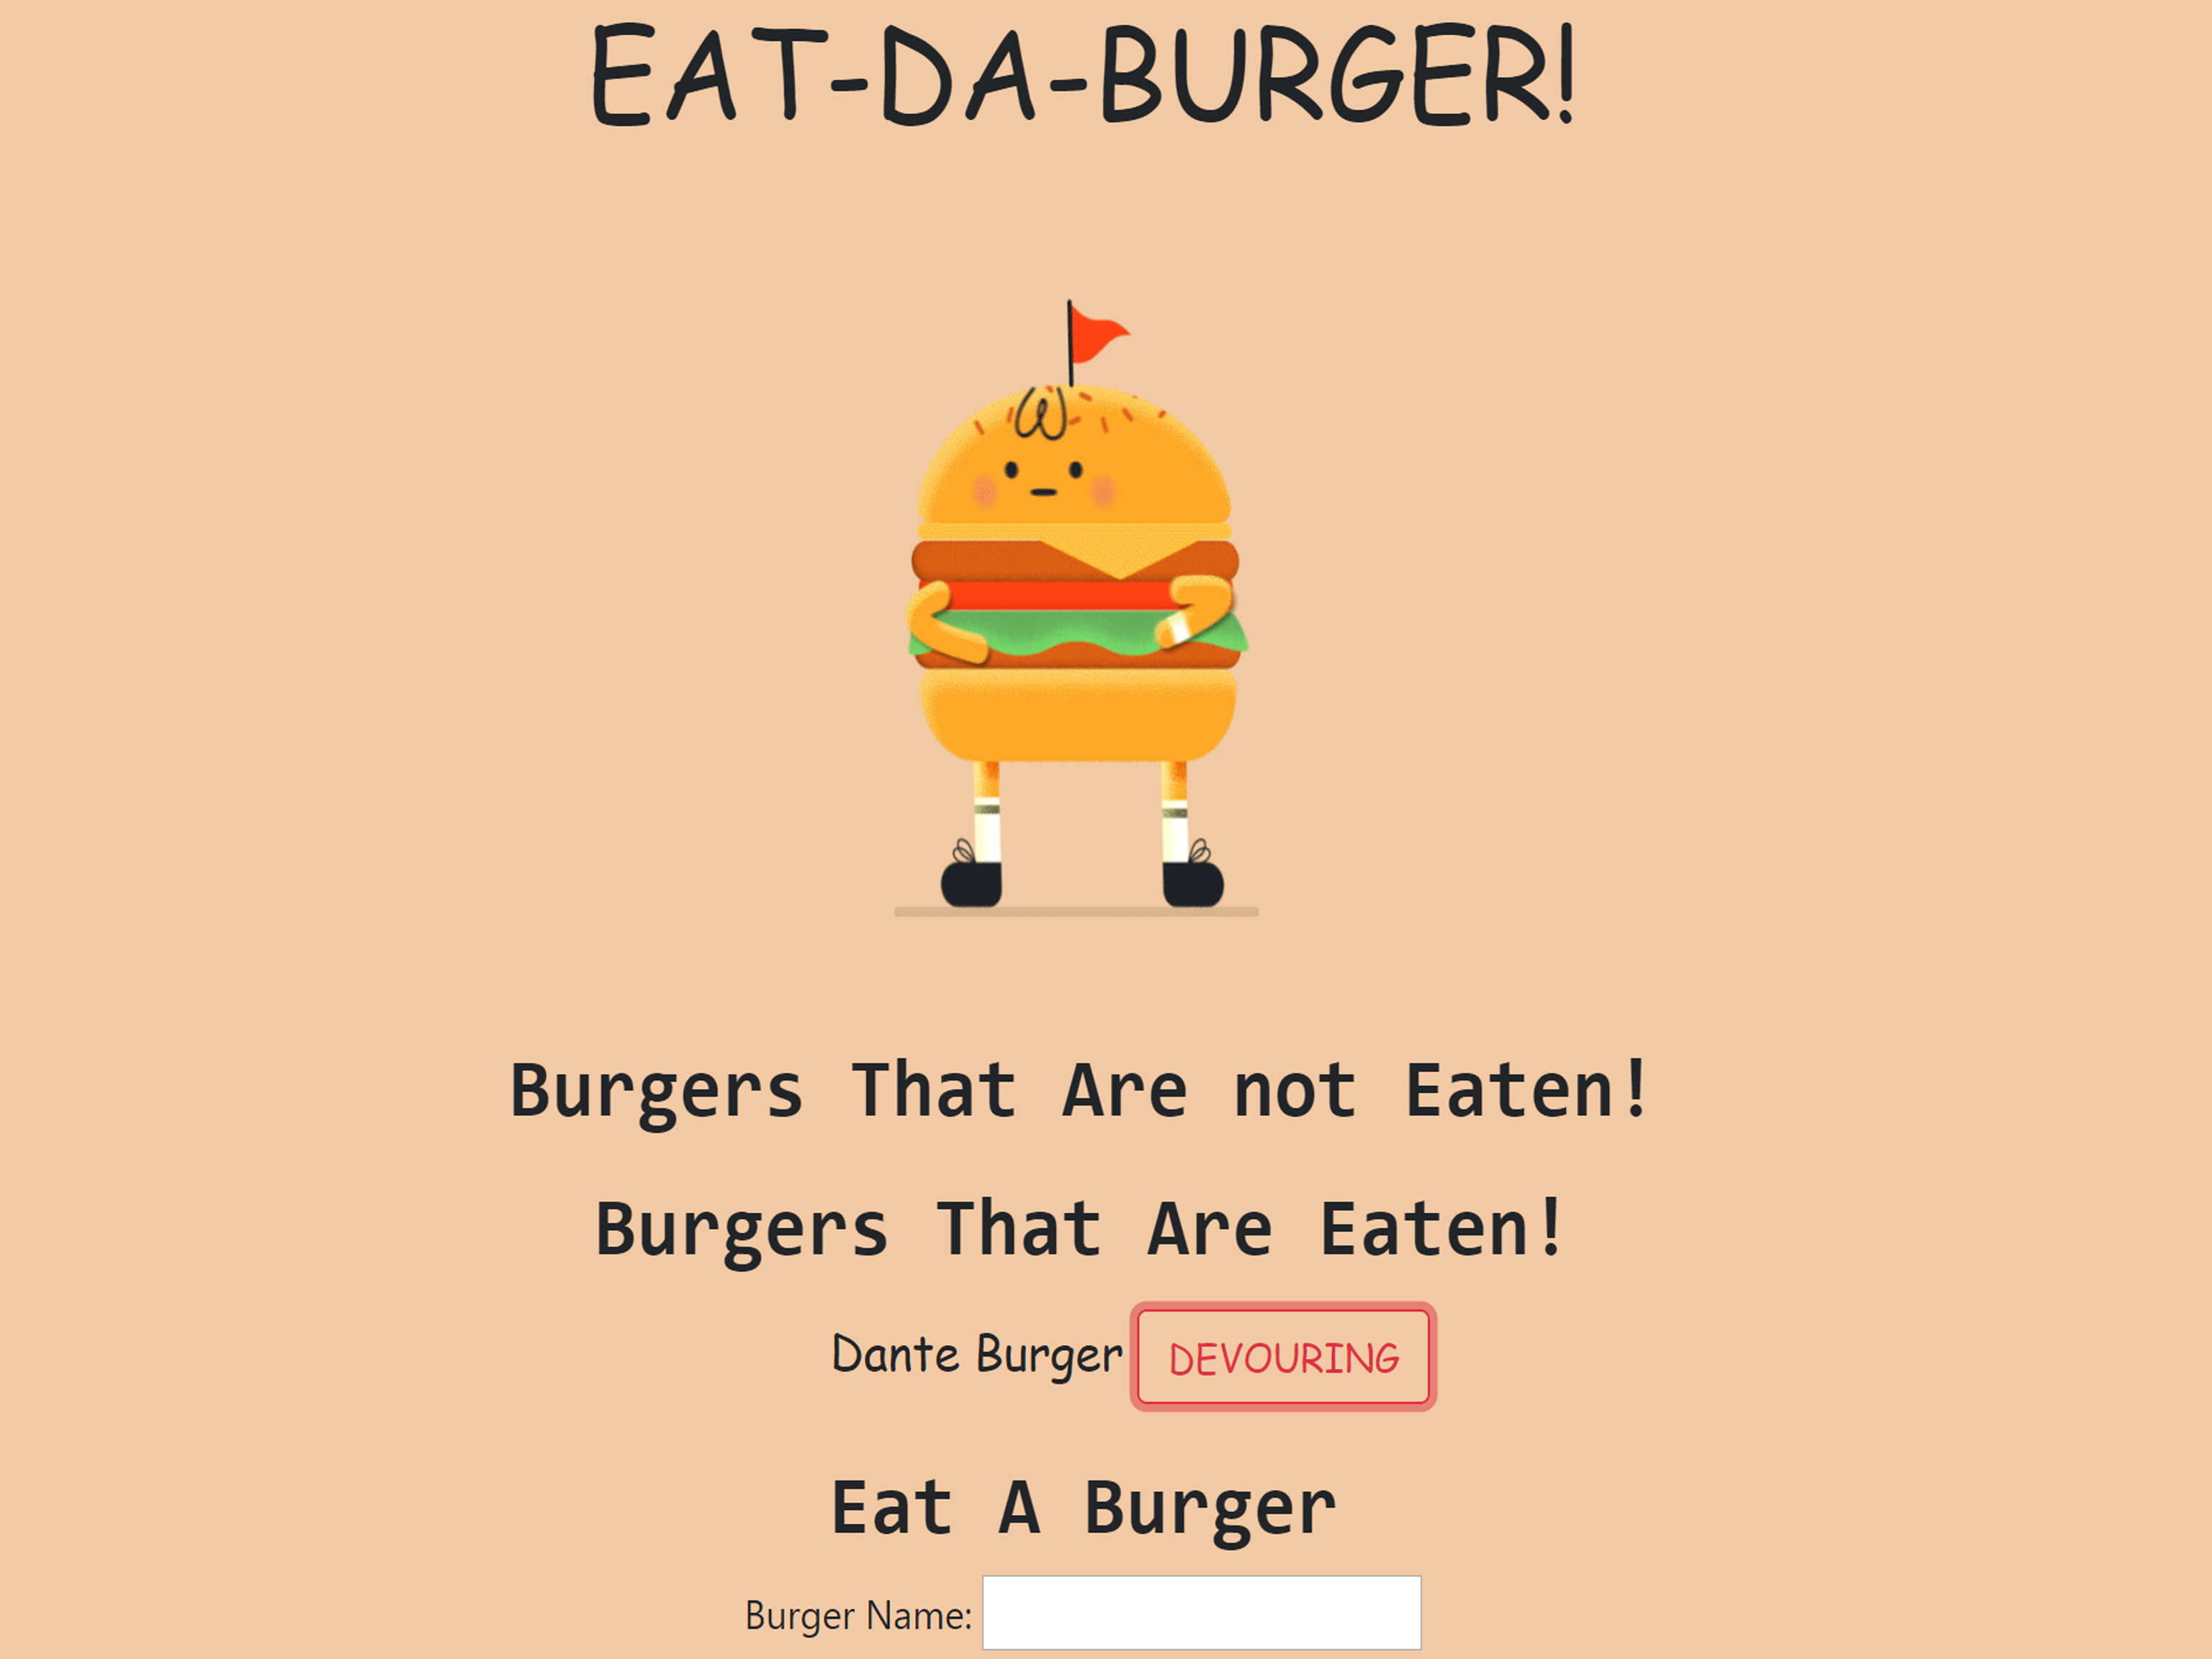 EAT-DA-BURGER!
Burgers That Are not Eaten!
Burgers That Are Eaten!
Dante Burger DEVOURING
Eat A Burger
Burger Name: